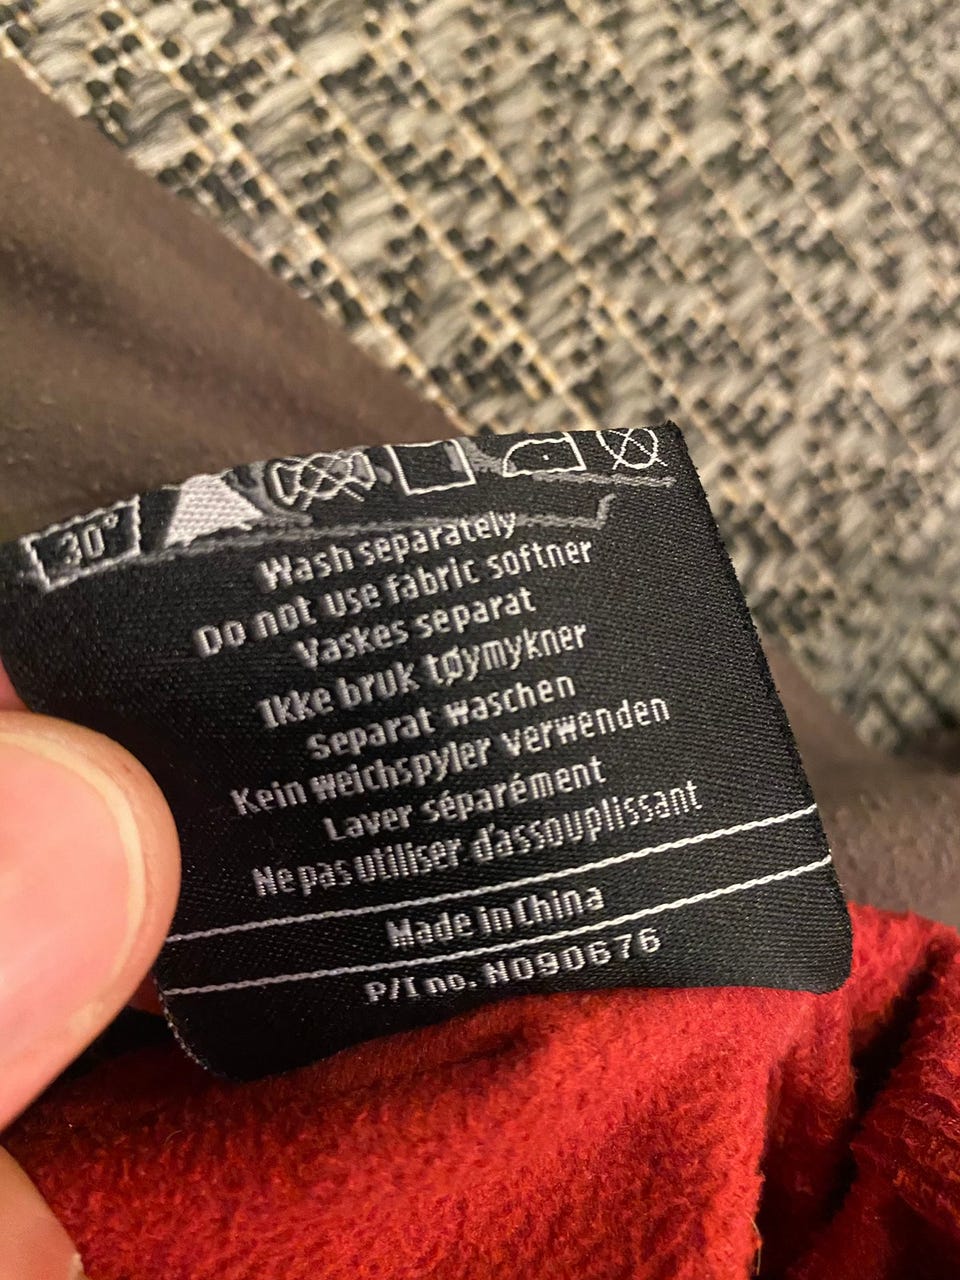 30°
Wash separately
Do not use fabric softner
Vaskes separat
Ikke bruk tøymykner
Separat waschen
Kein weichspyler verwenden
Laver séparément
Ne pas utiliser d'assouplissant
Made in China
P/I no. N090676